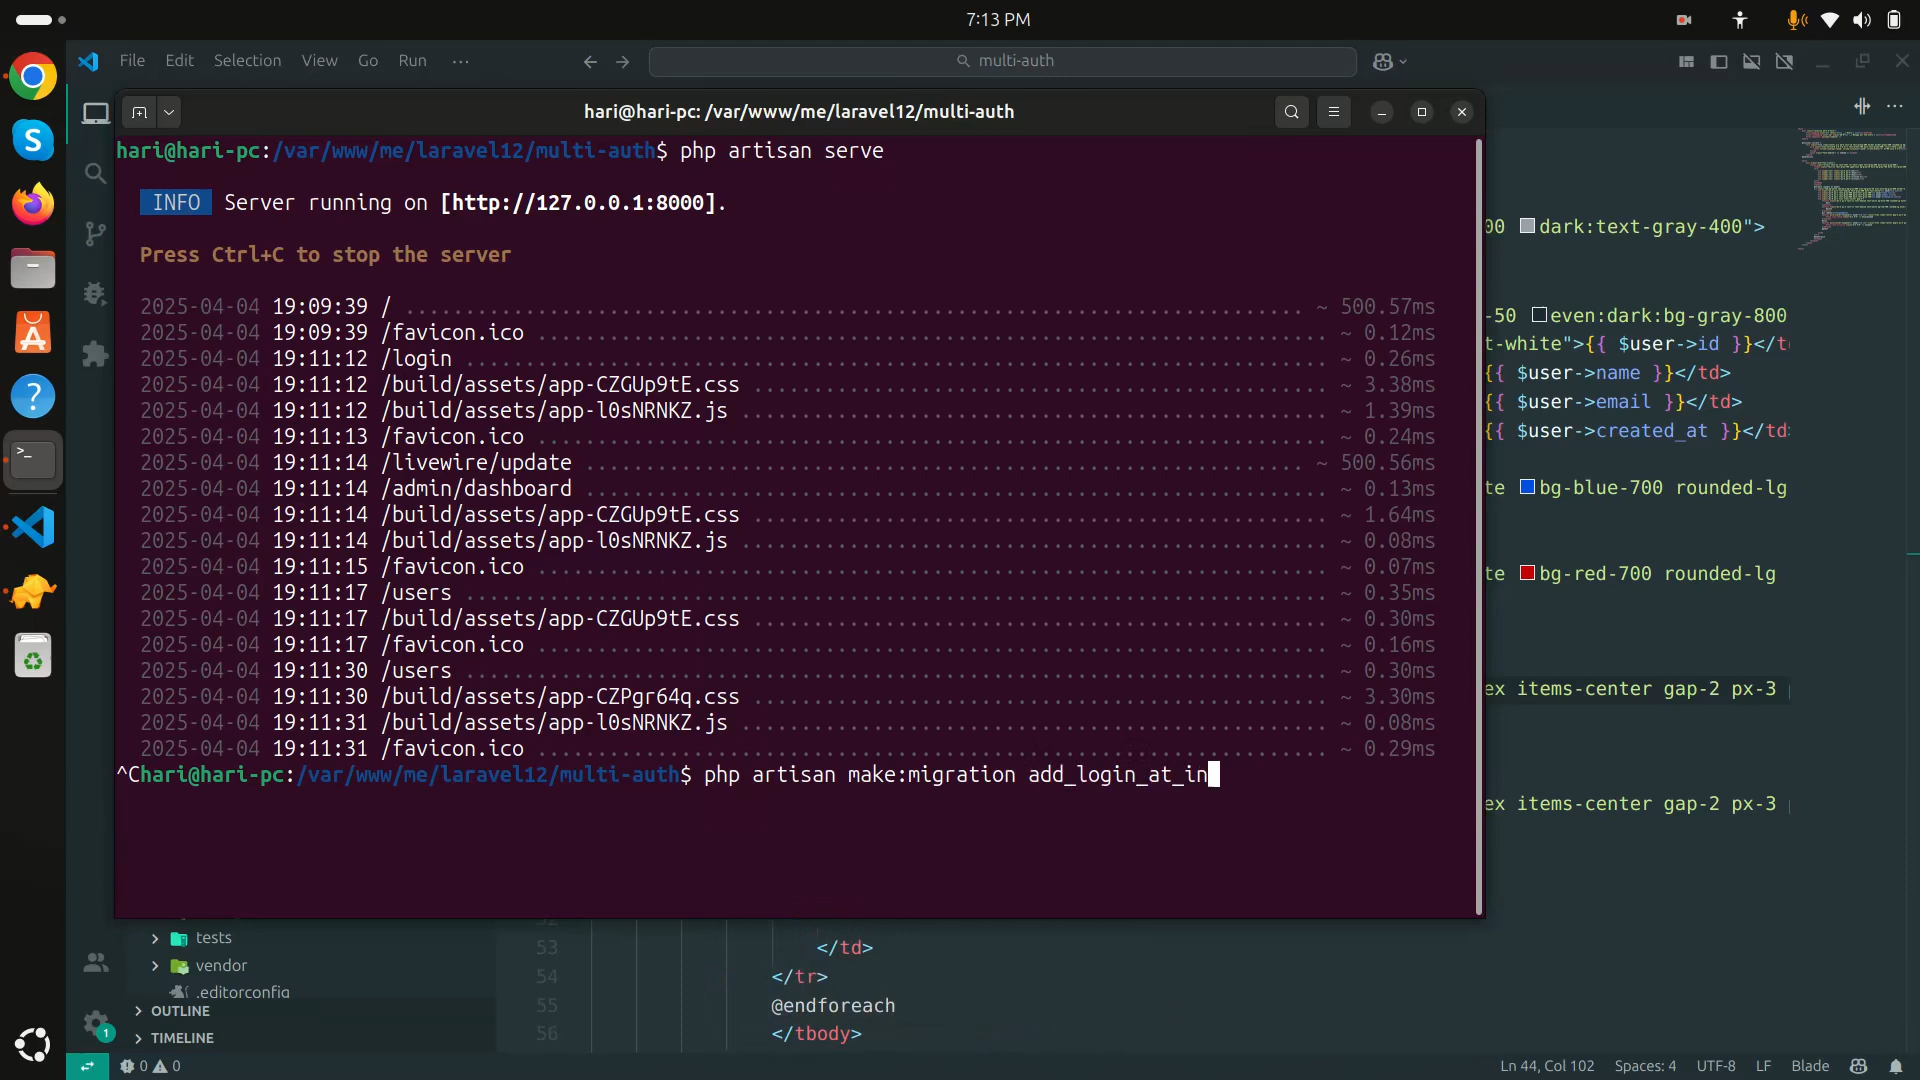 7:13 PM
File Edit Selection View Go Run ...
multi-auth
hari@hari-pc: /var/www/me/laravel12/multi-auth
hari@hari-pc:/var/www/me/laravel12/multi-auth$ php artisan serve
INFO Server running on [http://127.0.0.1:8000].
Press Ctrl+C to stop the server
2025-04-04 19:09:39 / ~ 500.57ms
2025-04-04 19:09:39 /favicon.ico ~ 0.12ms
2025-04-04 19:11:12 /login ~ 0.26ms
2025-04-04 19:11:12 /build/assets/app-CZGUp9tE.css ~ 3.38ms
2025-04-04 19:11:12 /build/assets/app-l0sNRNKZ.js ~ 1.39ms
2025-04-04 19:11:13 /favicon.ico ~ 0.24ms
2025-04-04 19:11:14 /livewire/update ~ 500.56ms
2025-04-04 19:11:14 /admin/dashboard ~ 0.13ms
2025-04-04 19:11:14 /build/assets/app-CZGUp9tE.css ~ 1.64ms
2025-04-04 19:11:14 /build/assets/app-l0sNRNKZ.js ~ 0.08ms
2025-04-04 19:11:15 /favicon.ico ~ 0.07ms
2025-04-04 19:11:17 /users ~ 0.35ms
2025-04-04 19:11:17 /build/assets/app-CZGUp9tE.css ~ 0.30ms
2025-04-04 19:11:17 /favicon.ico ~ 0.16ms
2025-04-04 19:11:30 /users ~ 0.30ms
2025-04-04 19:11:30 /build/assets/app-CZPgr64q.css ~ 3.30ms
2025-04-04 19:11:31 /build/assets/app-l0sNRNKZ.js ~ 0.08ms
2025-04-04 19:11:31 /favicon.ico ~ 0.29ms
^Chari@hari-pc:/var/www/me/laravel12/multi-auth$ php artisan make:migration add_login_at_in
00 dark:text-gray-400">
-50 even:dark:bg-gray-800
t-white">{{ $user->id }}</t
{{ $user->name }}</td>
{{ $user->email }}</td>
{{ $user->created_at }}</td
te bg-blue-700 rounded-lg
te bg-red-700 rounded-lg
ex items-center gap-2 px-3
ex items-center gap-2 px-3
tests
vendor
.editorconfig
OUTLINE
TIMELINE
53 </td>
54 </tr>
55 @endforeach
56 </tbody>
1
0 0
Ln 44, Col 102 Spaces: 4 UTF-8 LF Blade